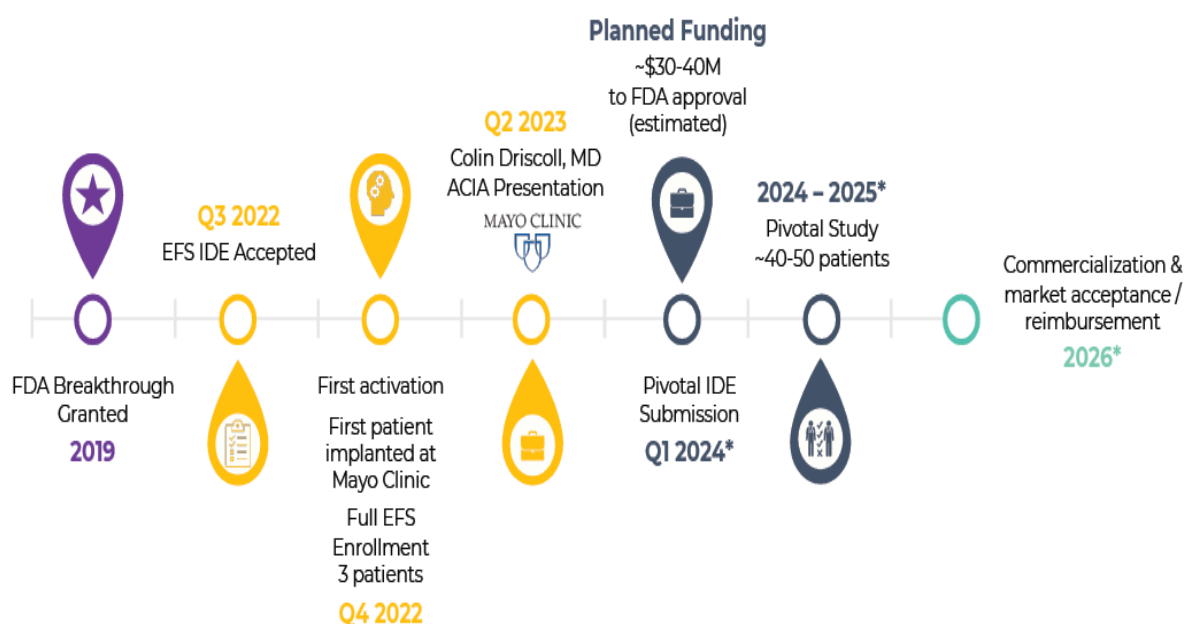 FDA Breakthrough
Granted
2019
Q3 2022
EFS IDE Accepted
First activation
First patient
implanted at
Mayo Clinic
Full EFS
Enrollment
3 patients
Q4 2022
Q2 2023
Colin Driscoll, MD
ACIA Presentation
MAYO CLINIC
Planned Funding
~$30-40M
to FDA approval
(estimated)
Pivotal IDE
Submission
Q1 2024*
2024 – 2025*
Pivotal Study
~40-50 patients
Commercialization &
market acceptance /
reimbursement
2026*